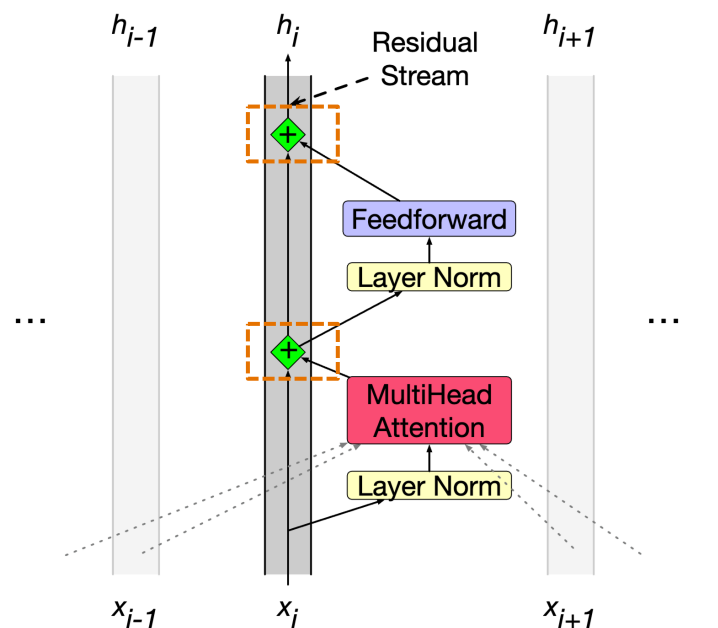 h_{i-1} h_i h_{i+1}
Residual
Stream
+
Feedforward
Layer Norm
... ...
+
MultiHead
Attention
Layer Norm
x_{i-1} x_i x_{i+1}